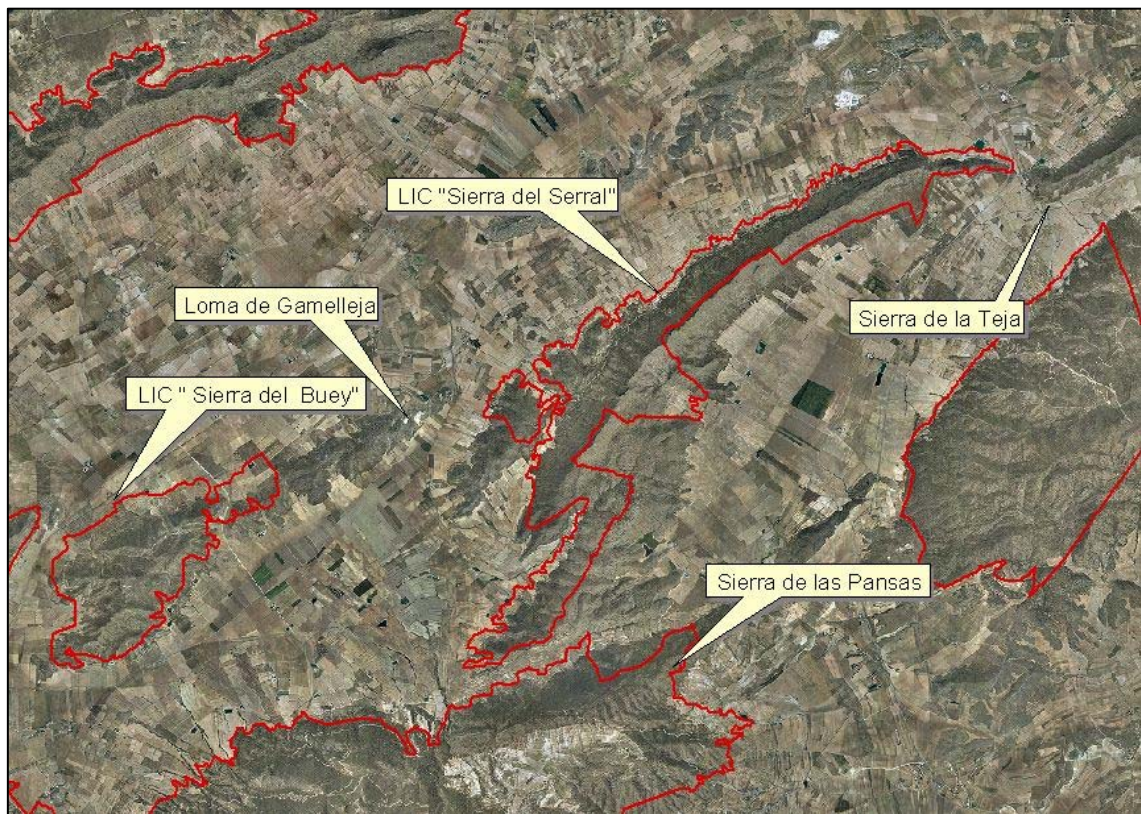 LIC "Sierra del Serral"
Loma de Gamelleja
Sierra de la Teja
LIC " Sierra del Buey"
Sierra de las Pansas